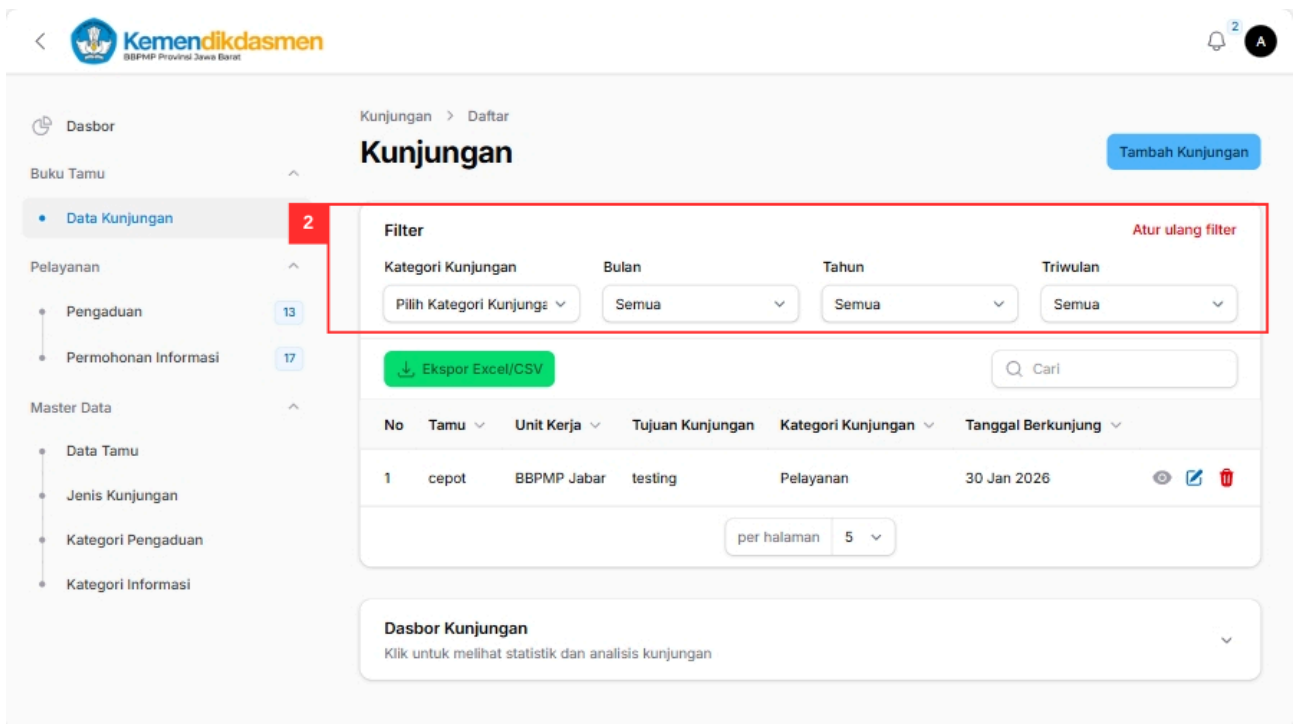 Kemendikdasmen
BBPMP Provinsi Jawa Barat
2
A
Dasbor
Buku Tamu
Data Kunjungan
Pelayanan
Pengaduan 13
Permohonan Informasi 17
Master Data
Data Tamu
Jenis Kunjungan
Kategori Pengaduan
Kategori Informasi
Kunjungan > Daftar
Kunjungan
Tambah Kunjungan
2
Filter Atur ulang filter
Kategori Kunjungan Bulan Tahun Triwulan
Pilih Kategori Kunjunga Semua Semua Semua
Ekspor Excel/CSV Cari
No Tamu Unit Kerja Tujuan Kunjungan Kategori Kunjungan Tanggal Berkunjung
1 cepot BBPMP Jabar testing Pelayanan 30 Jan 2026
per halaman 5
Dasbor Kunjungan
Klik untuk melihat statistik dan analisis kunjungan